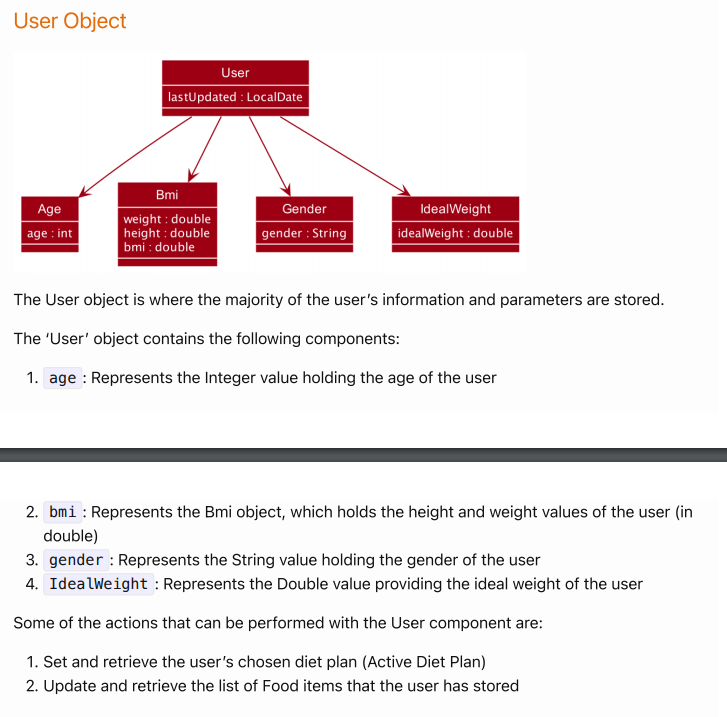 User Object
User
lastUpdated : LocalDate
Age
age : int
Bmi
weight : double
height : double
bmi : double
Gender
gender : String
IdealWeight
idealWeight : double
The User object is where the majority of the user’s information and parameters are stored.
The ‘User’ object contains the following components:
1. age : Represents the Integer value holding the age of the user
2. bmi : Represents the Bmi object, which holds the height and weight values of the user (in
double)
3. gender : Represents the String value holding the gender of the user
4. IdealWeight : Represents the Double value providing the ideal weight of the user
Some of the actions that can be performed with the User component are:
1. Set and retrieve the user’s chosen diet plan (Active Diet Plan)
2. Update and retrieve the list of Food items that the user has stored